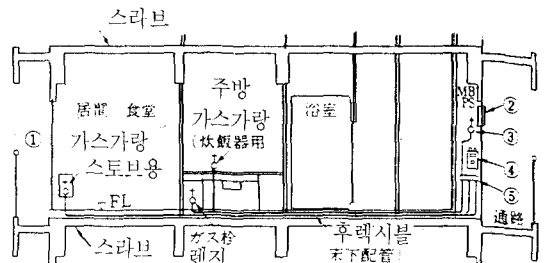 스라브
주방
가스가랑
(炊飯器用
居間 食室
가스가랑
스토브용
浴室
MB
PS
①
②
③
④
⑤
FL
通路
스라브
ガス栓
레지
후렉시블
床下配管